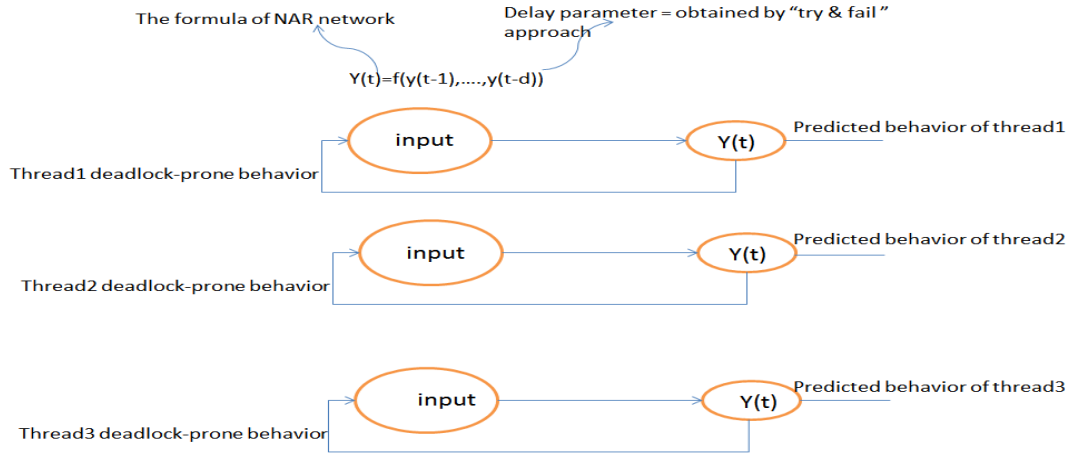 The formula of NAR network
Delay parameter = obtained by “try & fail”
approach
Y(t)=f(y(t-1),....,y(t-d))
input
Y(t)
Predicted behavior of thread1
Thread1 deadlock-prone behavior
input
Y(t)
Predicted behavior of thread2
Thread2 deadlock-prone behavior
input
Y(t)
Predicted behavior of thread3
Thread3 deadlock-prone behavior